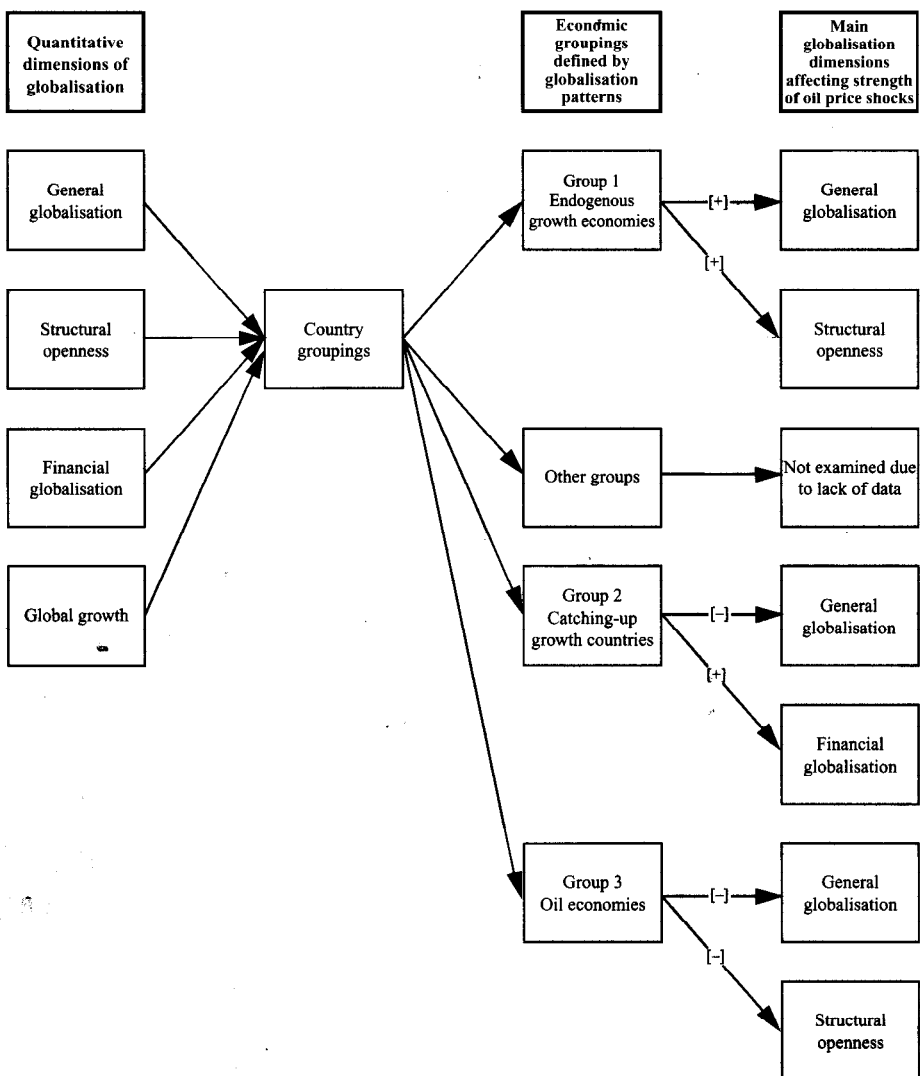 Quantitative
dimensions of
globalisation
Economic
groupings
defined by
globalisation
patterns
Main
globalisation
dimensions
affecting strength
of oil price shocks
General
globalisation
Structural
openness
Financial
globalisation
Global growth
Country
groupings
Group 1
Endogenous
growth economies
[+]
[+]
General
globalisation
Structural
openness
Other groups
Not examined due
to lack of data
Group 2
Catching-up
growth countries
[–]
[+]
General
globalisation
Financial
globalisation
Group 3
Oil economies
[–]
[–]
General
globalisation
Structural
openness